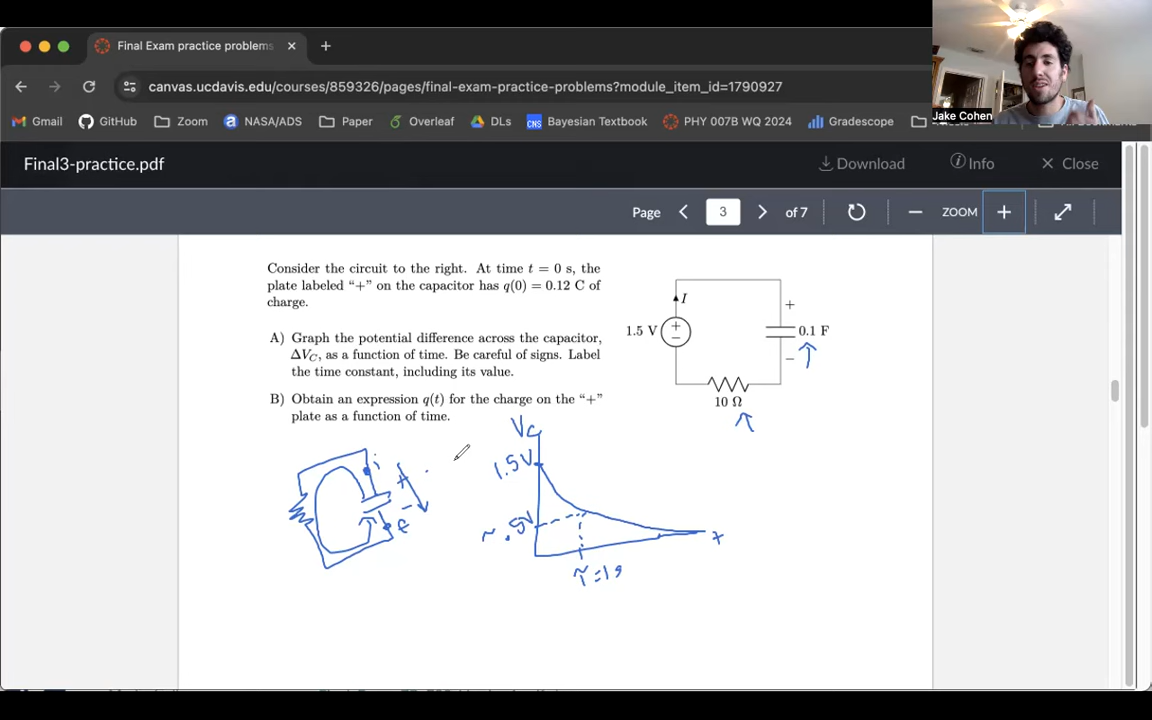 Final Exam practice problems
canvas.ucdavis.edu/courses/859326/pages/final-exam-practice-problems?module_item_id=1790927
Gmail GitHub Zoom NASA/ADS Paper Overleaf DLs CNS Bayesian Textbook PHY 007B WQ 2024 Gradescope
Jake Cohen
Final3-practice.pdf Download Info Close
Page 3 of 7 ZOOM
Consider the circuit to the right. At time t = 0 s, the
plate labeled “+” on the capacitor has q(0) = 0.12 C of
charge.
A) Graph the potential difference across the capacitor,
ΔV_C, as a function of time. Be careful of signs. Label
the time constant, including its value.
B) Obtain an expression q(t) for the charge on the “+”
plate as a function of time.
I
+
1.5 V
+
−
0.1 F
−
10 Ω
Vc
1.5V
~ .5V
τ=1s
t
i
+
-